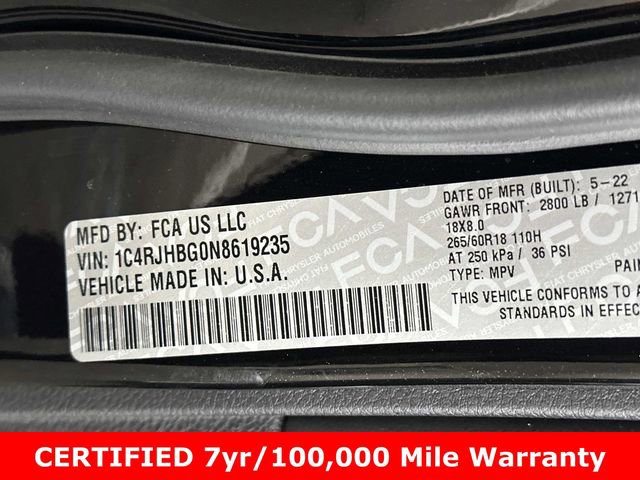 MFD BY: FCA US LLC
VIN: 1C4RJHBG0N8619235
VEHICLE MADE IN: U.S.A.
DATE OF MFR (BUILT): 5-22
GAWR FRONT: 2800 LB / 1271
18X8.0
265/60R18 110H
AT 250 kPa / 36 PSI
TYPE: MPV
THIS VEHICLE CONFORMS TO A
STANDARDS IN EFFEC
CERTIFIED 7yr/100,000 Mile Warranty